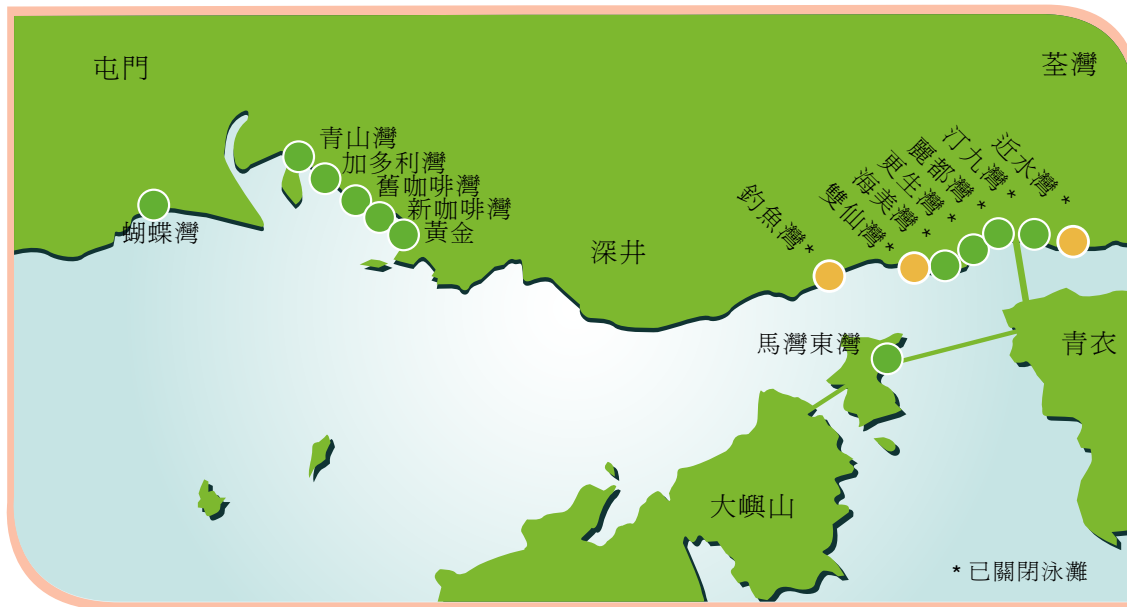 屯門
荃灣
青山灣
加多利灣
舊咖啡灣
新咖啡灣
黃金
蝴蝶灣
深井
釣魚灣*
雙仙灣*
海美灣*
更生灣*
麗都灣*
汀九灣*
近水灣*
馬灣東灣
青衣
大嶼山
* 已關閉泳灘